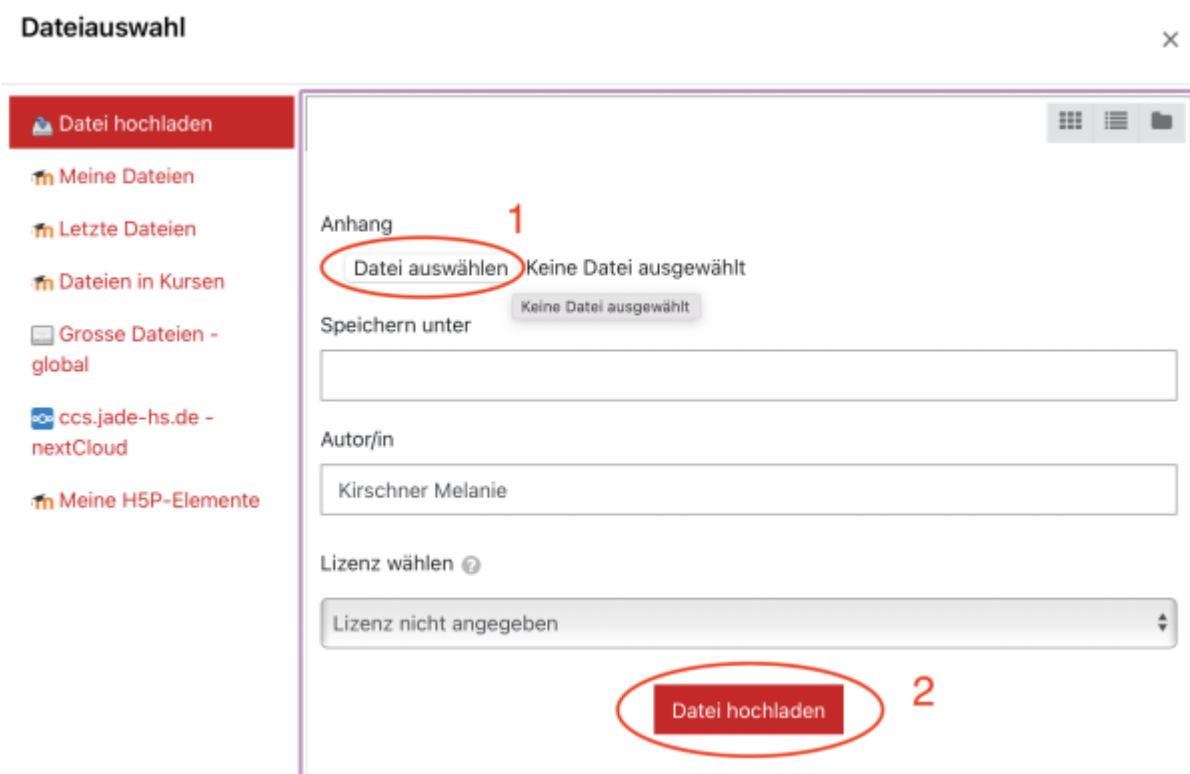 Dateiauswahl
×
Datei hochladen
Meine Dateien
Letzte Dateien
Dateien in Kursen
Grosse Dateien -
global
ccs.jade-hs.de -
nextCloud
Meine H5P-Elemente
Anhang
1
Datei auswählen Keine Datei ausgewählt
Keine Datei ausgewählt
Speichern unter
Autor/in
Kirschner Melanie
Lizenz wählen ?
Lizenz nicht angegeben
Datei hochladen
2